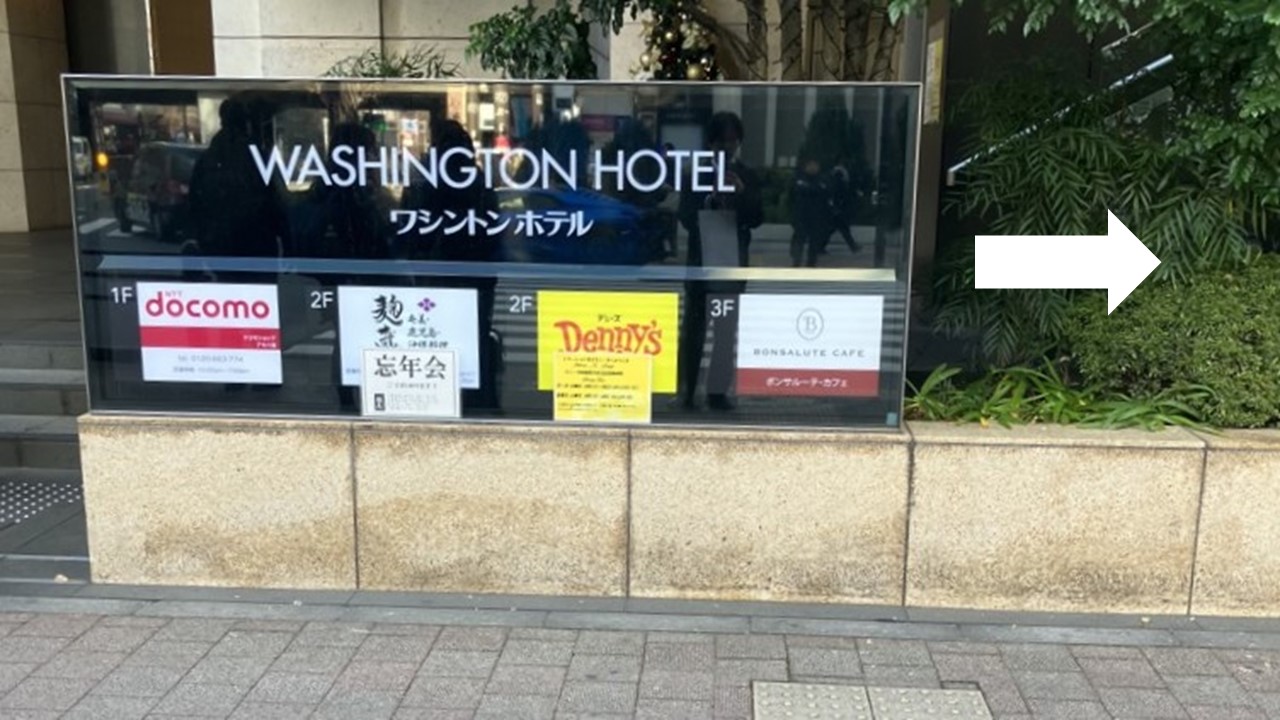 WASHINGTON HOTEL
ワシントンホテル
1F
NTT
docomo
2F
麹蔵
奄美・
鹿児島・
沖縄料理
忘年会
2F
デニーズ
Denny's
3F
B
BONSALUTE CAFE
ボンサルーテ・カフェ